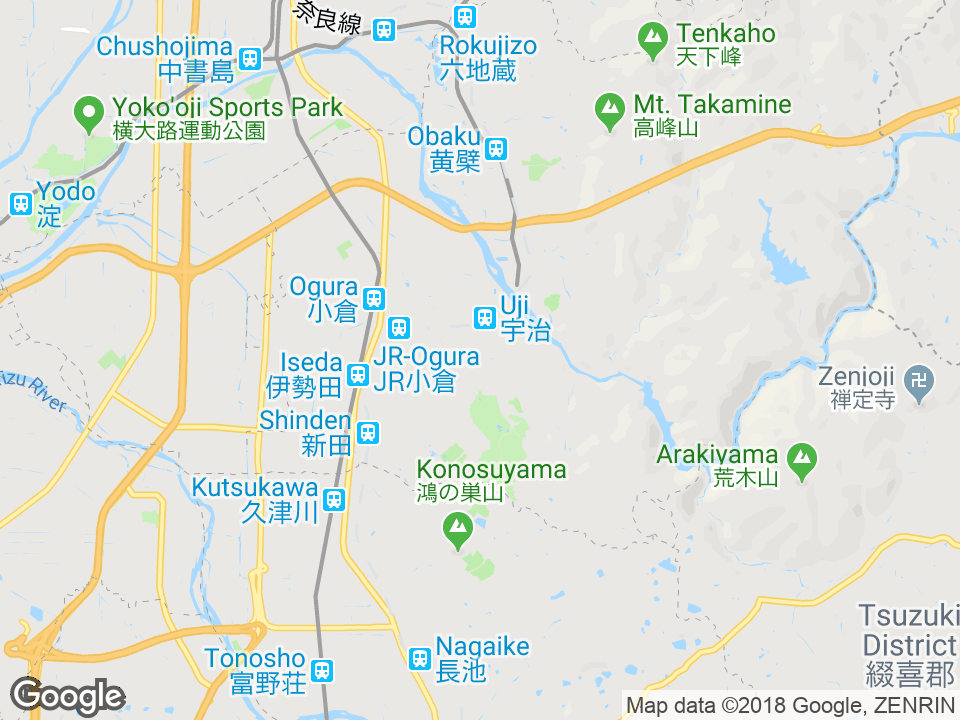 奈良線
Rokujizo
六地蔵
Chushojima
中書島
Tenkaho
天下峰
Yoko'oji Sports Park
横大路運動公園
Mt. Takamine
高峰山
Obaku
黄檗
Yodo
淀
Ogura
小倉
Uji
宇治
JR-Ogura
JR小倉
Iseda
伊勢田
River
Zenjoji
禅定寺
Shinden
新田
Konosuyama
鴻の巣山
Arakiyama
荒木山
Kutsukawa
久津川
Tsuzuki
District
綴喜郡
Nagaike
長池
Tonosho
富野荘
Google
Map data ©2018 Google, ZENRIN